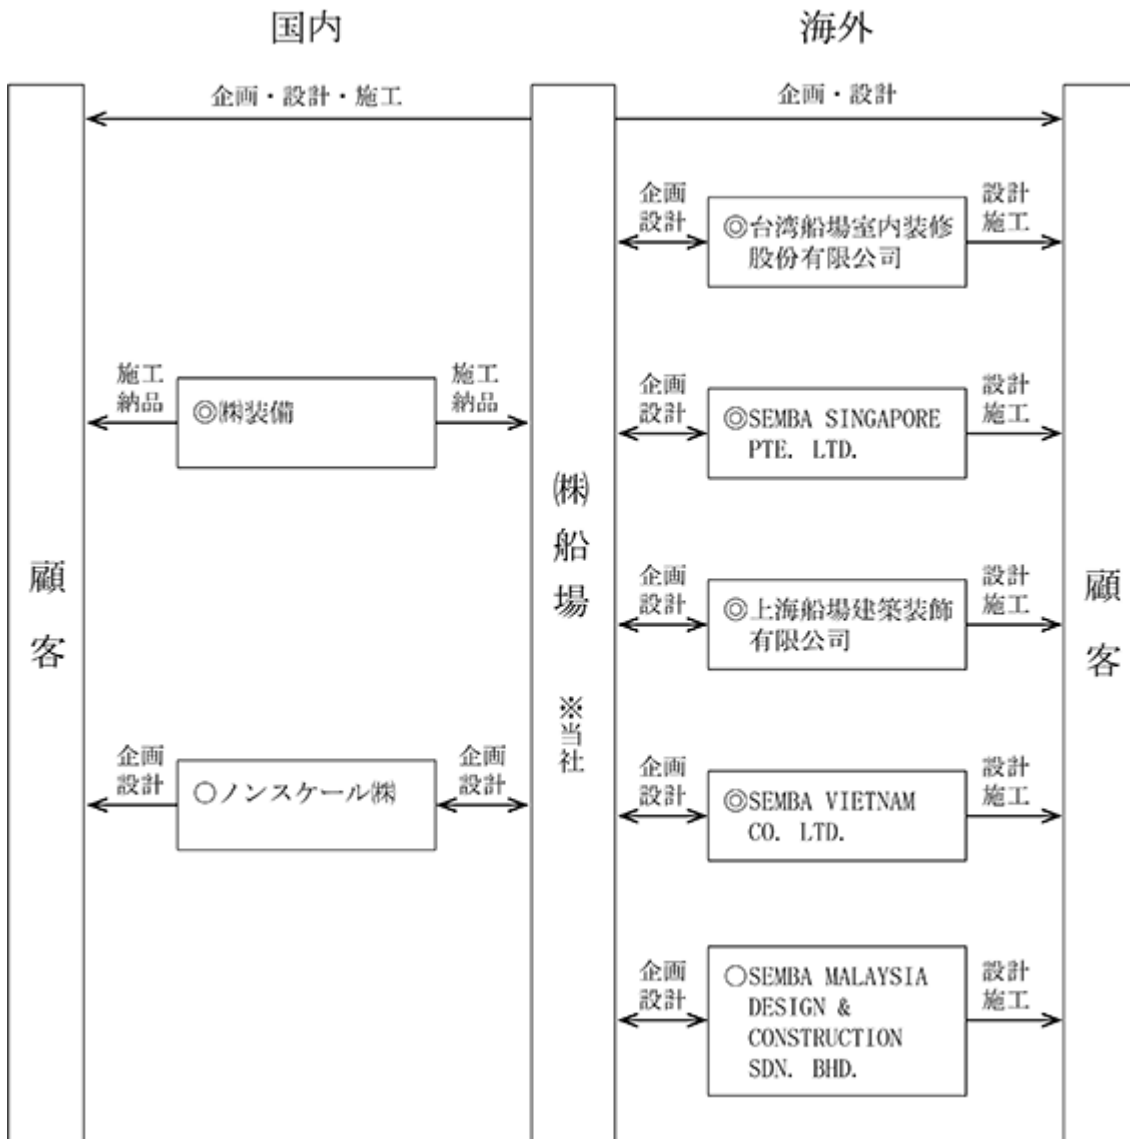 国内
海外
企画・設計・施工
企画・設計
顧客
施工
納品
◎㈱装備
施工
納品
企画
設計
○ノンスケール㈱
企画
設計
㈱船場
※当社
企画
設計
◎台湾船場室内装修
股份有限公司
設計
施工
企画
設計
◎SEMBA SINGAPORE
PTE. LTD.
設計
施工
企画
設計
◎上海船場建築装飾
有限公司
設計
施工
企画
設計
◎SEMBA VIETNAM
CO. LTD.
設計
施工
企画
設計
○SEMBA MALAYSIA
DESIGN &
CONSTRUCTION
SDN. BHD.
設計
施工
顧客